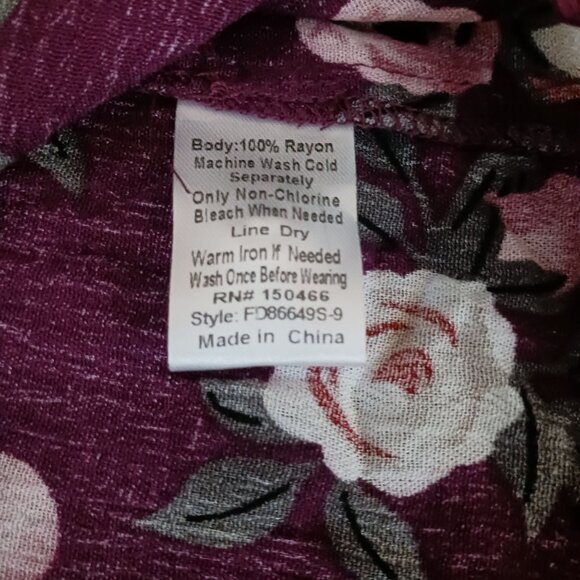 Body:100% Rayon
Machine Wash Cold
Separately
Only Non-Chlorine
Bleach When Needed
Line Dry
Warm Iron If Needed
Wash Once Before Wearing
RN# 150466
Style: FD86649S-9
Made in China